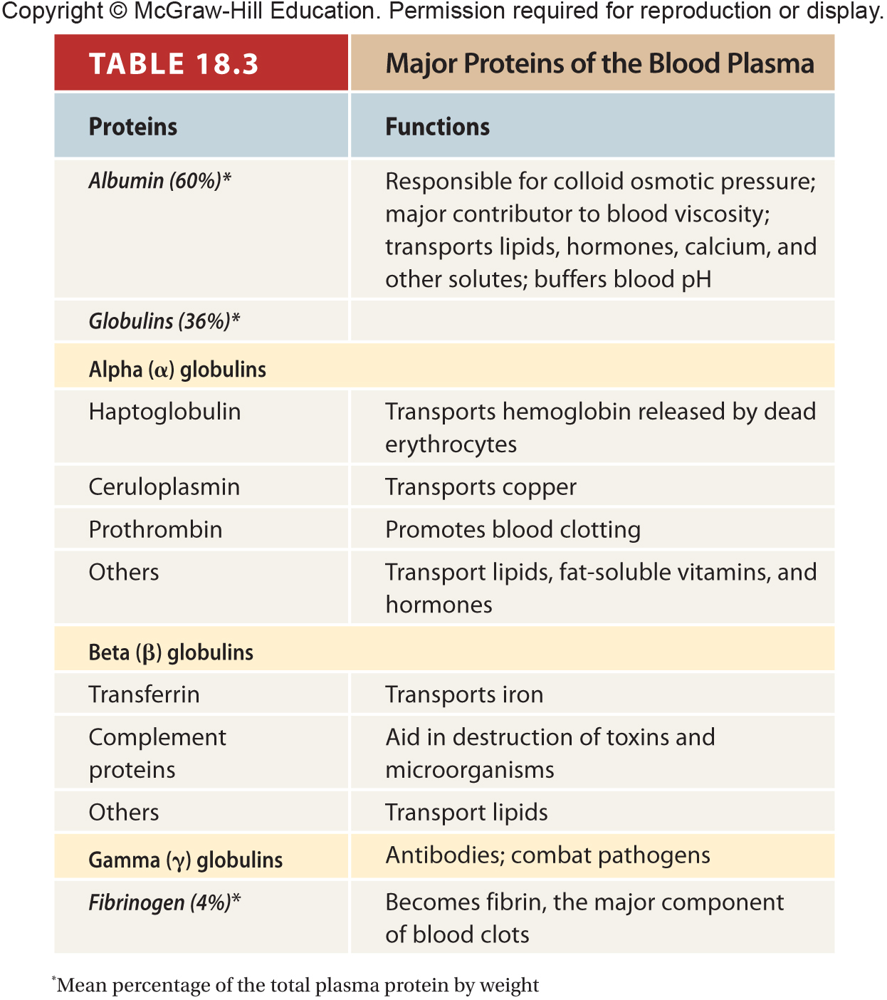 Copyright © McGraw-Hill Education. Permission required for reproduction or display.
TABLE 18.3 Major Proteins of the Blood Plasma
Proteins Functions
Albumin (60%)* Responsible for colloid osmotic pressure;
major contributor to blood viscosity;
transports lipids, hormones, calcium, and
other solutes; buffers blood pH
Globulins (36%)*
Alpha (α) globulins
Haptoglobulin Transports hemoglobin released by dead
erythrocytes
Ceruloplasmin Transports copper
Prothrombin Promotes blood clotting
Others Transport lipids, fat-soluble vitamins, and
hormones
Beta (β) globulins
Transferrin Transports iron
Complement Aid in destruction of toxins and
proteins microorganisms
Others Transport lipids
Gamma (γ) globulins Antibodies; combat pathogens
Fibrinogen (4%)* Becomes fibrin, the major component
of blood clots
*Mean percentage of the total plasma protein by weight